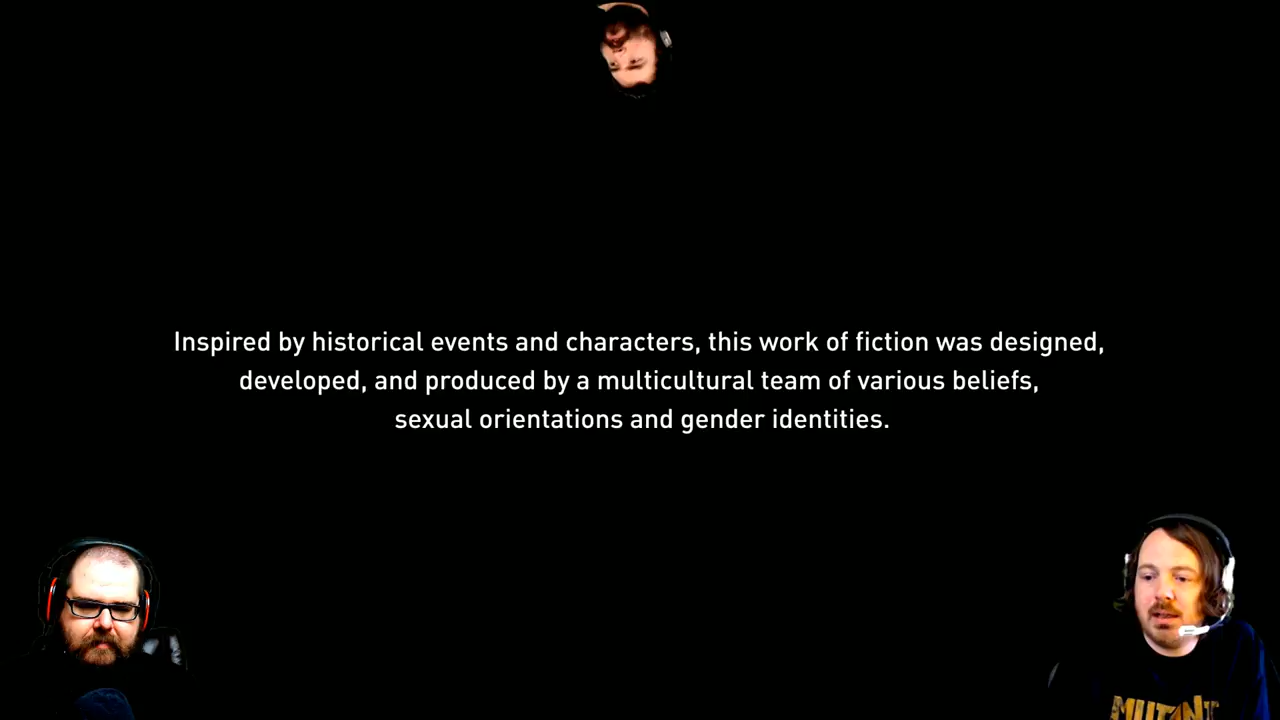 Inspired by historical events and characters, this work of fiction was designed,
developed, and produced by a multicultural team of various beliefs,
sexual orientations and gender identities.
MUTANT